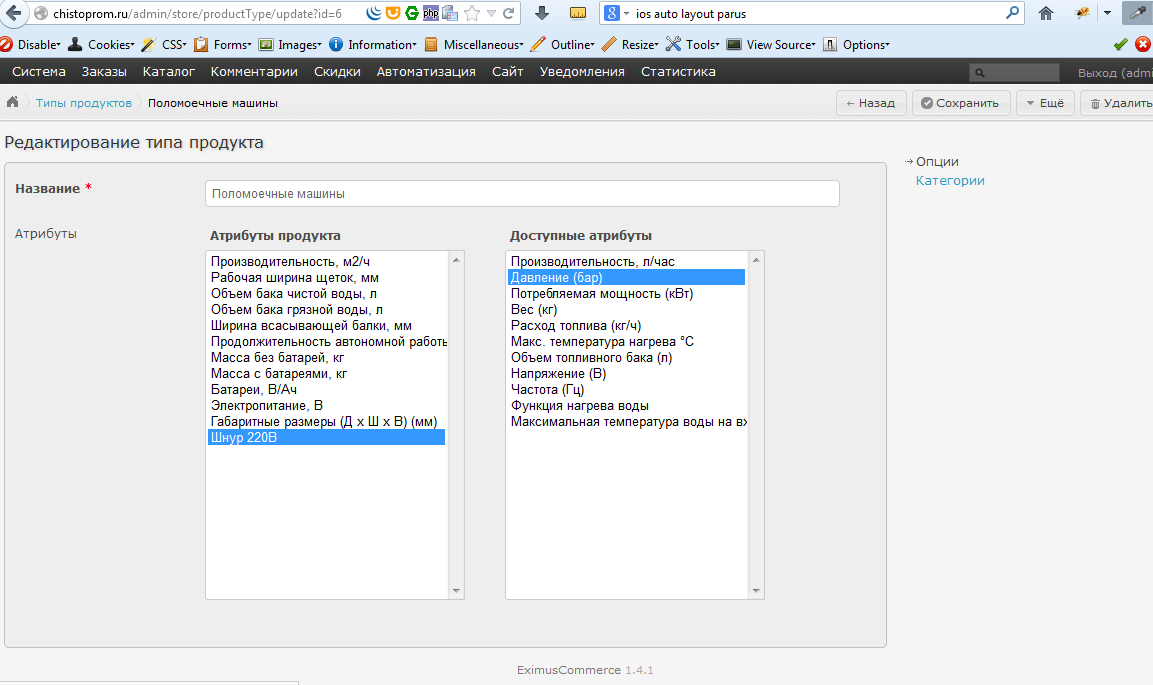 chistoprom.ru/admin/store/productType/update?id=6
php
8
ios auto layout parus
Disable
Cookies
CSS
Forms
Images
Information
Miscellaneous
Outline
Resize
Tools
View Source
Options
Система
Заказы
Каталог
Комментарии
Скидки
Автоматизация
Сайт
Уведомления
Статистика
Выход (adm
Типы продуктов
Поломоечные машины
← Назад
Сохранить
Ещё
Удалить
Редактирование типа продукта
→ Опции
Категории
Название *
Поломоечные машины
Атрибуты
Атрибуты продукта
Производительность, м2/ч
Рабочая ширина щеток, мм
Объем бака чистой воды, л
Объем бака грязной воды, л
Ширина всасывающей балки, мм
Продолжительность автономной работы
Масса без батарей, кг
Масса с батареями, кг
Батареи, В/Ач
Электропитание, В
Габаритные размеры (Д х Ш х В) (мм)
Шнур 220В
Доступные атрибуты
Производительность, л/час
Давление (бар)
Потребляемая мощность (кВт)
Вес (кг)
Расход топлива (кг/ч)
Макс. температура нагрева °С
Объем топливного бака (л)
Напряжение (В)
Частота (Гц)
Функция нагрева воды
Максимальная температура воды на вх
EximusCommerce 1.4.1